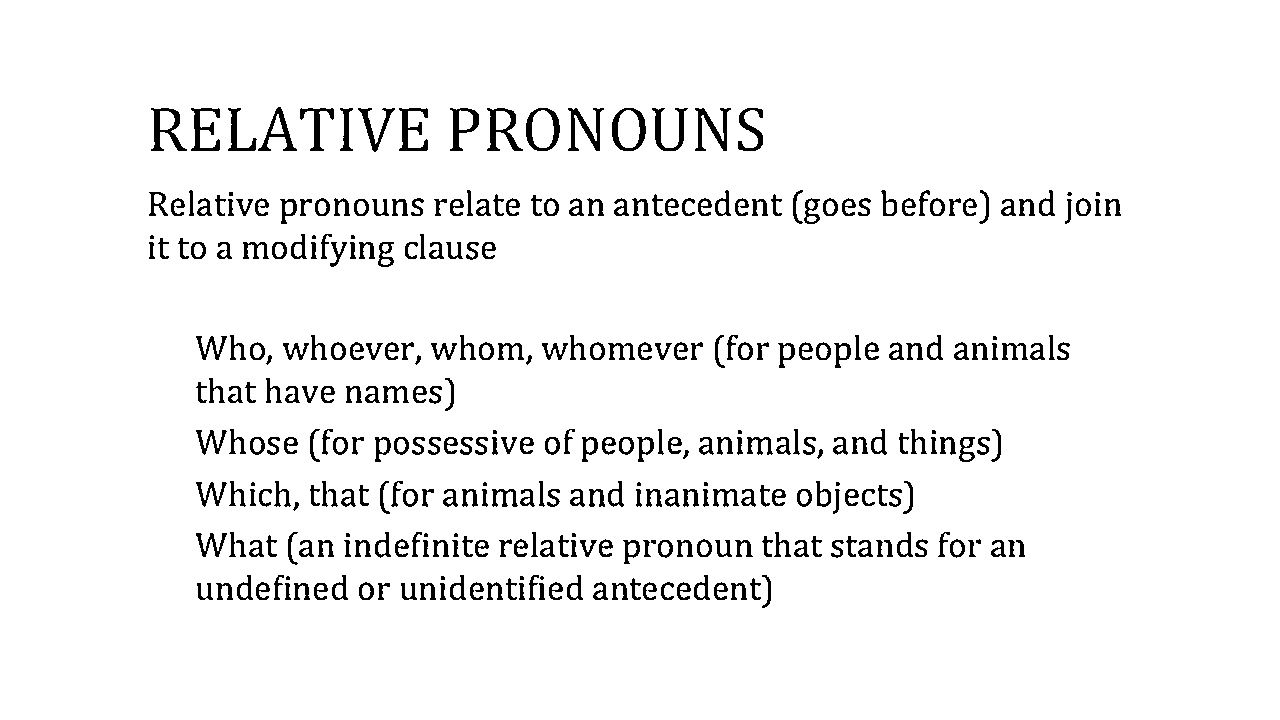 RELATIVE PRONOUNS
Relative pronouns relate to an antecedent (goes before) and join
it to a modifying clause
Who, whoever, whom, whomever (for people and animals
that have names)
Whose (for possessive of people, animals, and things)
Which, that (for animals and inanimate objects)
What (an indefinite relative pronoun that stands for an
undefined or unidentified antecedent)